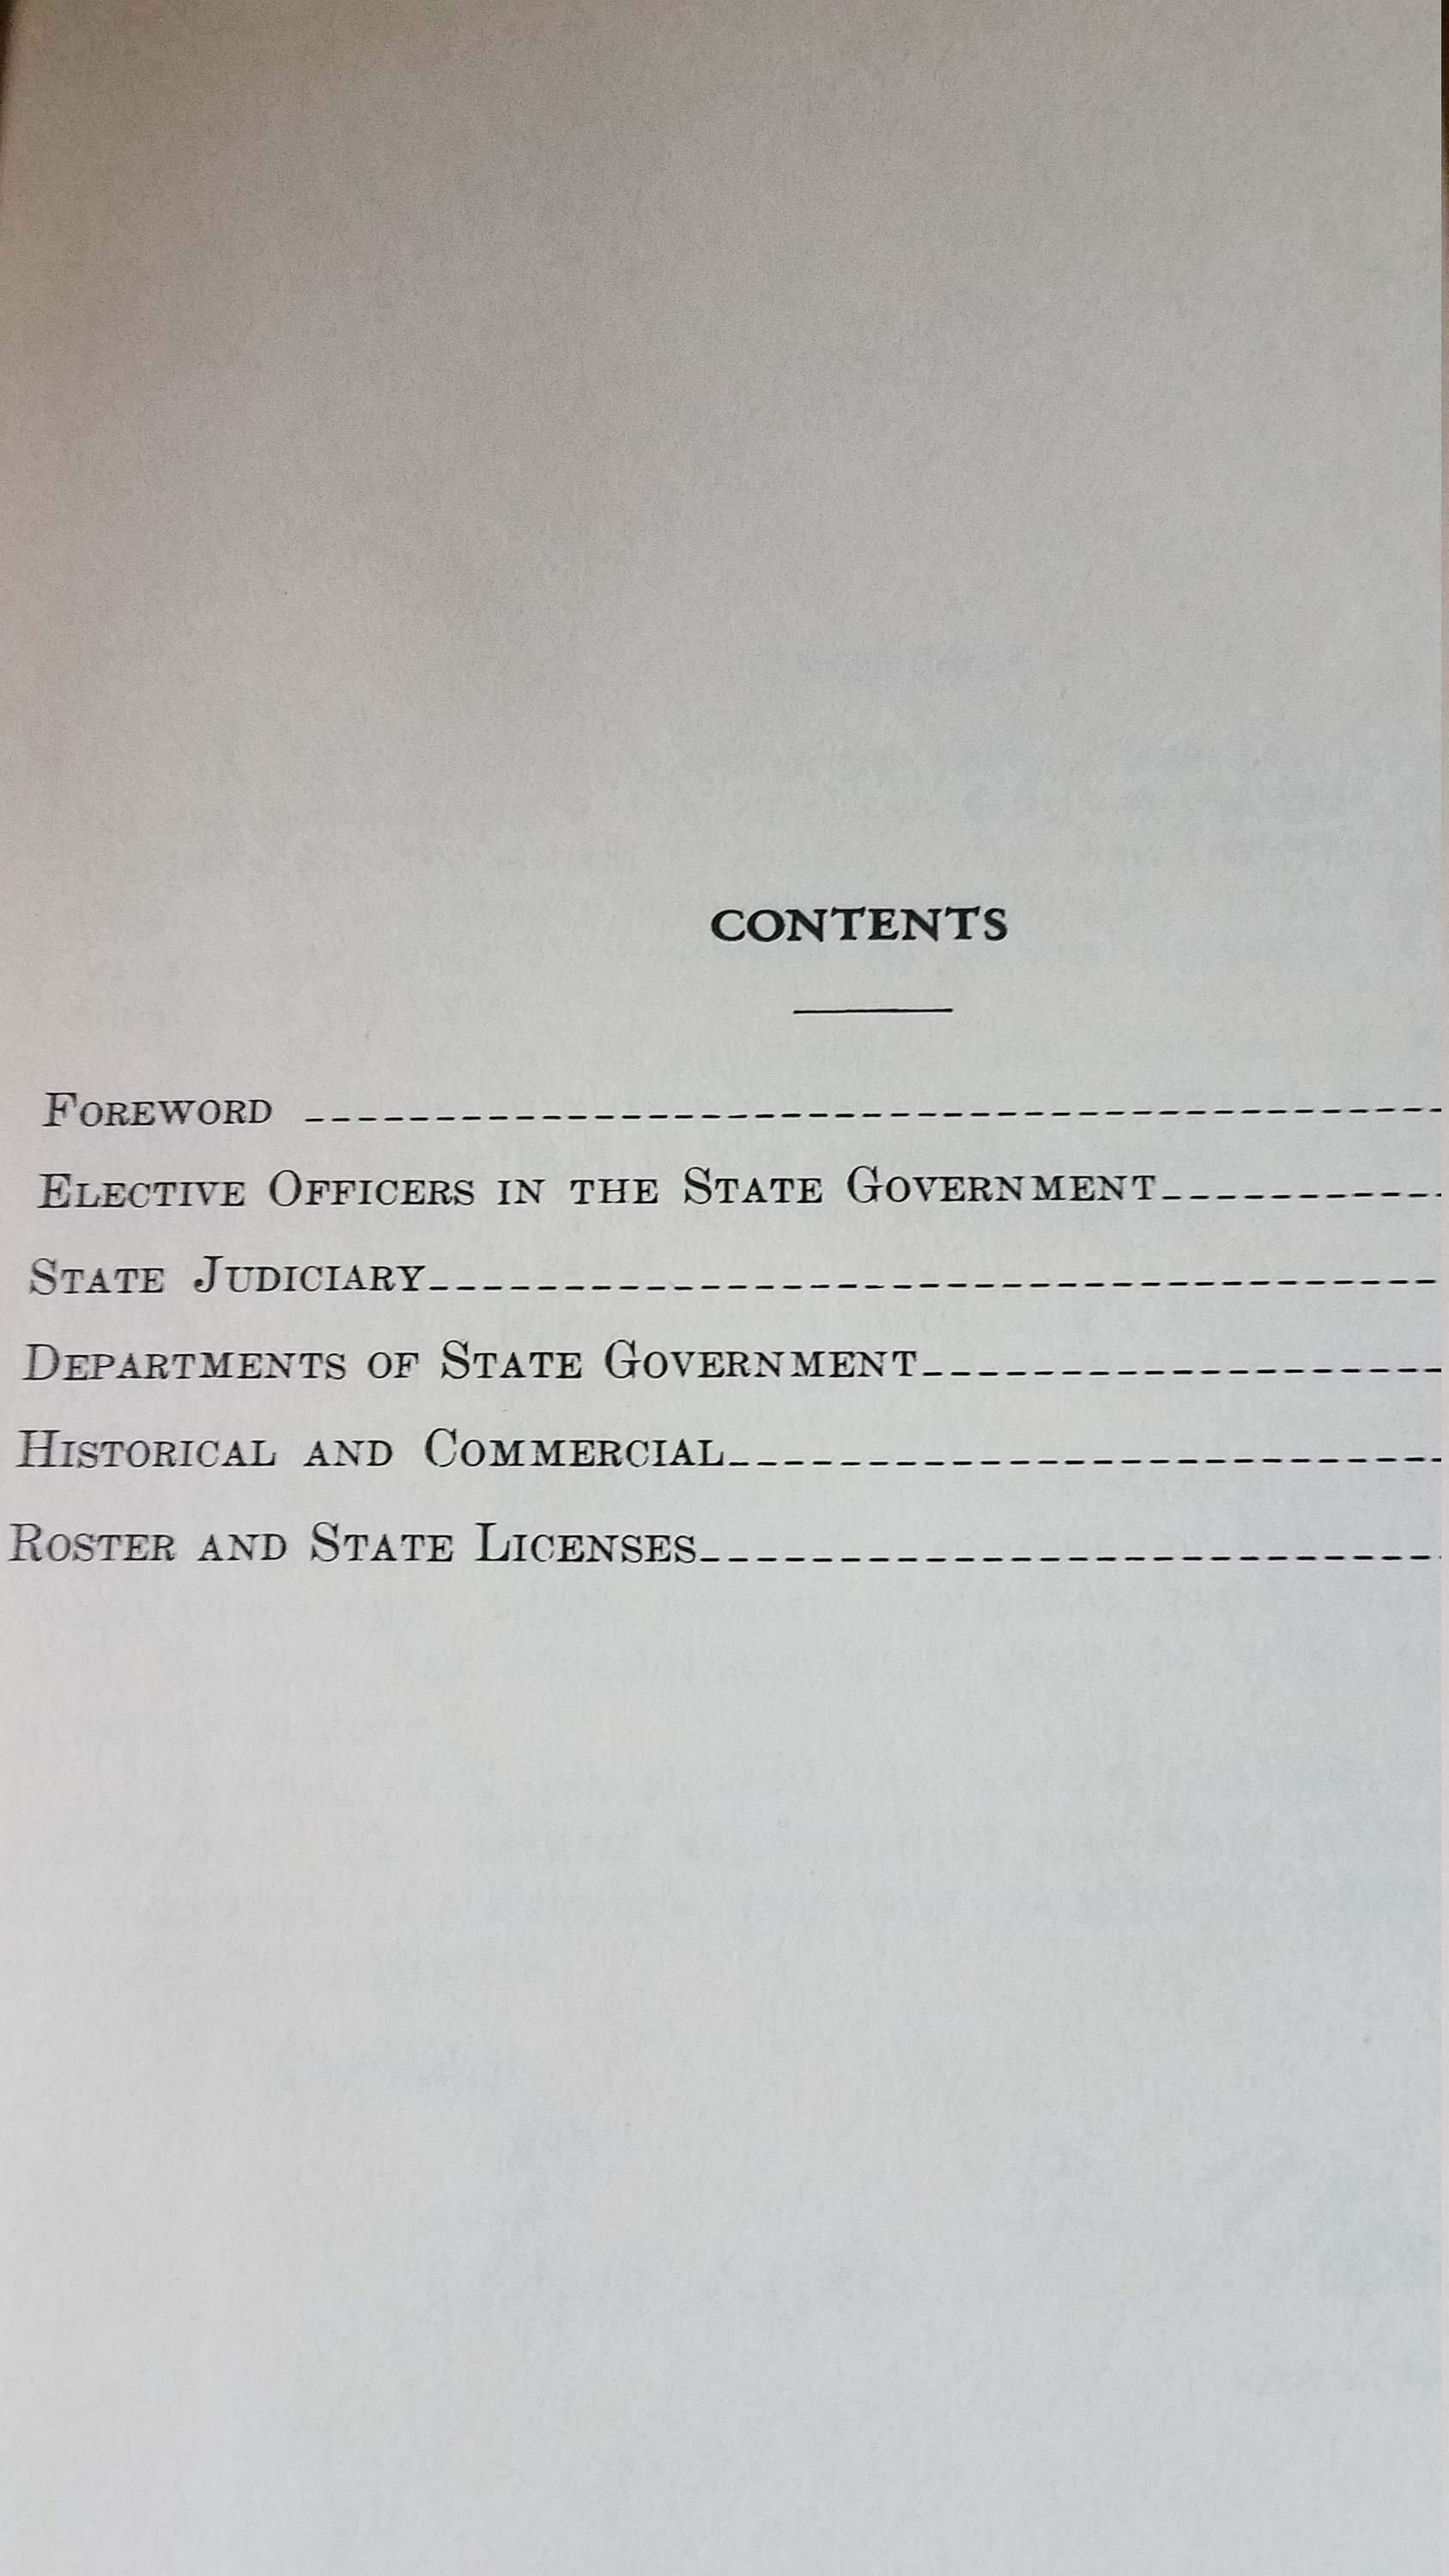 CONTENTS
FOREWORD ------------------------------------------
ELECTIVE OFFICERS IN THE STATE GOVERNMENT-----------
STATE JUDICIARY-------------------------------------
DEPARTMENTS OF STATE GOVERNMENT-------------------
HISTORICAL AND COMMERCIAL--------------------------
ROSTER AND STATE LICENSES---------------------------